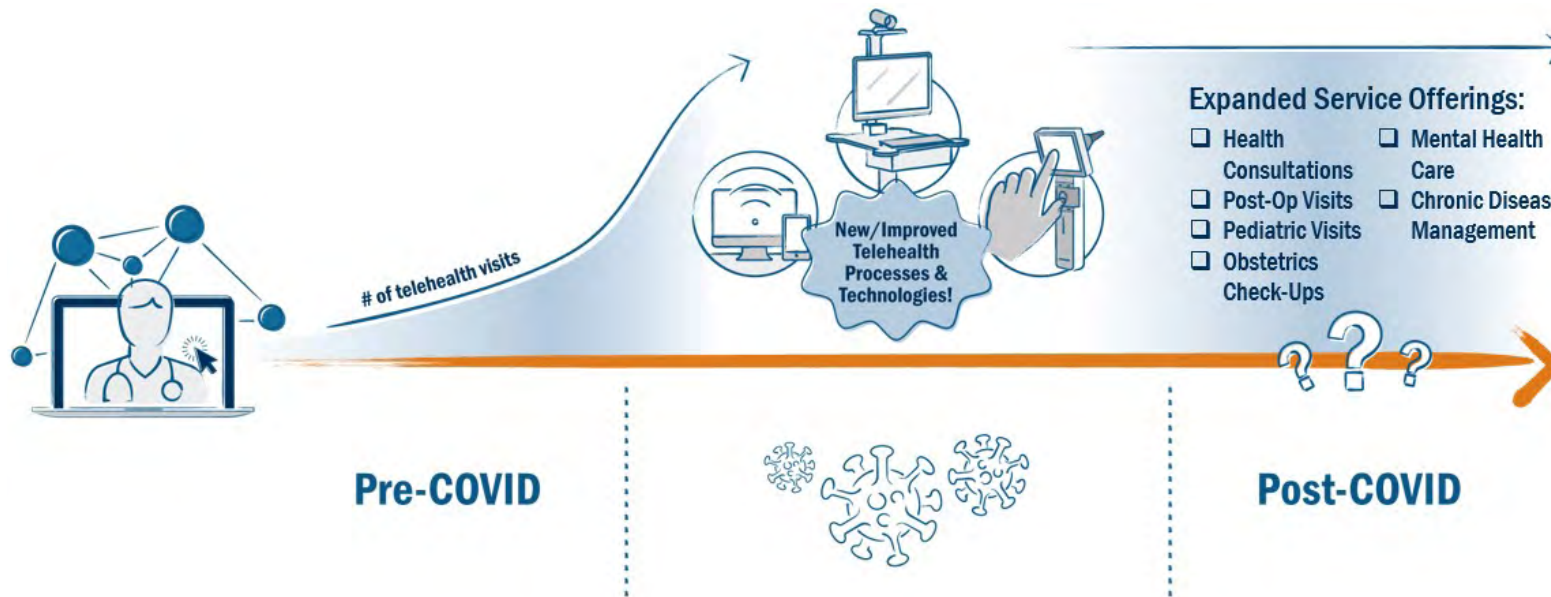 # of telehealth visits
New/Improved
Telehealth
Processes &
Technologies!
Expanded Service Offerings:
❑ Health
Consultations
❑ Post-Op Visits
❑ Pediatric Visits
❑ Obstetrics
Check-Ups
❑ Mental Health
Care
❑ Chronic Diseas
Management
? ? ?
Pre-COVID
Post-COVID